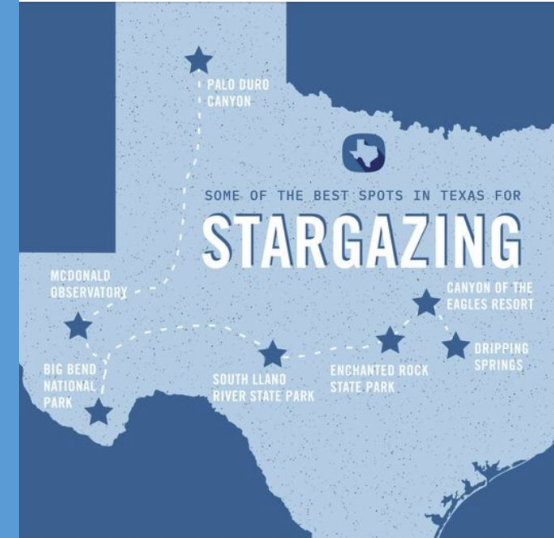 PALO DURO
CANYON
SOME OF THE BEST SPOTS IN TEXAS FOR
STARGAZING
MCDONALD
OBSERVATORY
CANYON OF THE
EAGLES RESORT
DRIPPING
SPRINGS
BIG BEND
NATIONAL
PARK
SOUTH LLAND
RIVER STATE PARK
ENCHANTED ROCK
STATE PARK